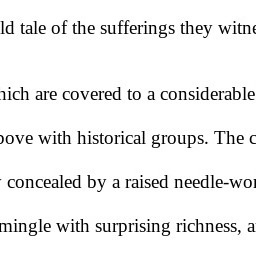 ld tale of the sufferings they witne
hich are covered to a considerable
bove with historical groups. The c
concealed by a raised needle-wor
mingle with surprising richness, a